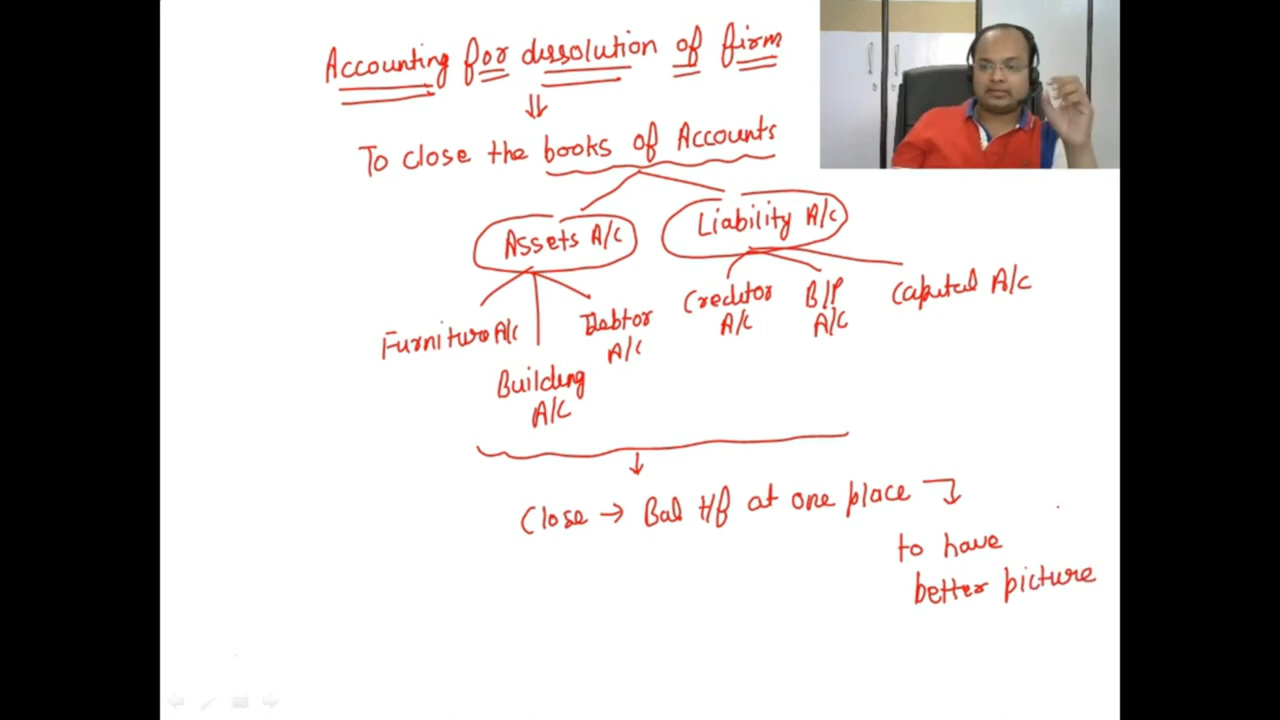 Accounting for dissolution of firm
⇓
To close the books of Accounts
Assets A/C
Liability A/C
Furniture A/C
Building
A/C
Debtor
A/C
Creditor
A/C
B/P
A/C
Capital A/C
Close → Bal t/f at one place
to have
better picture